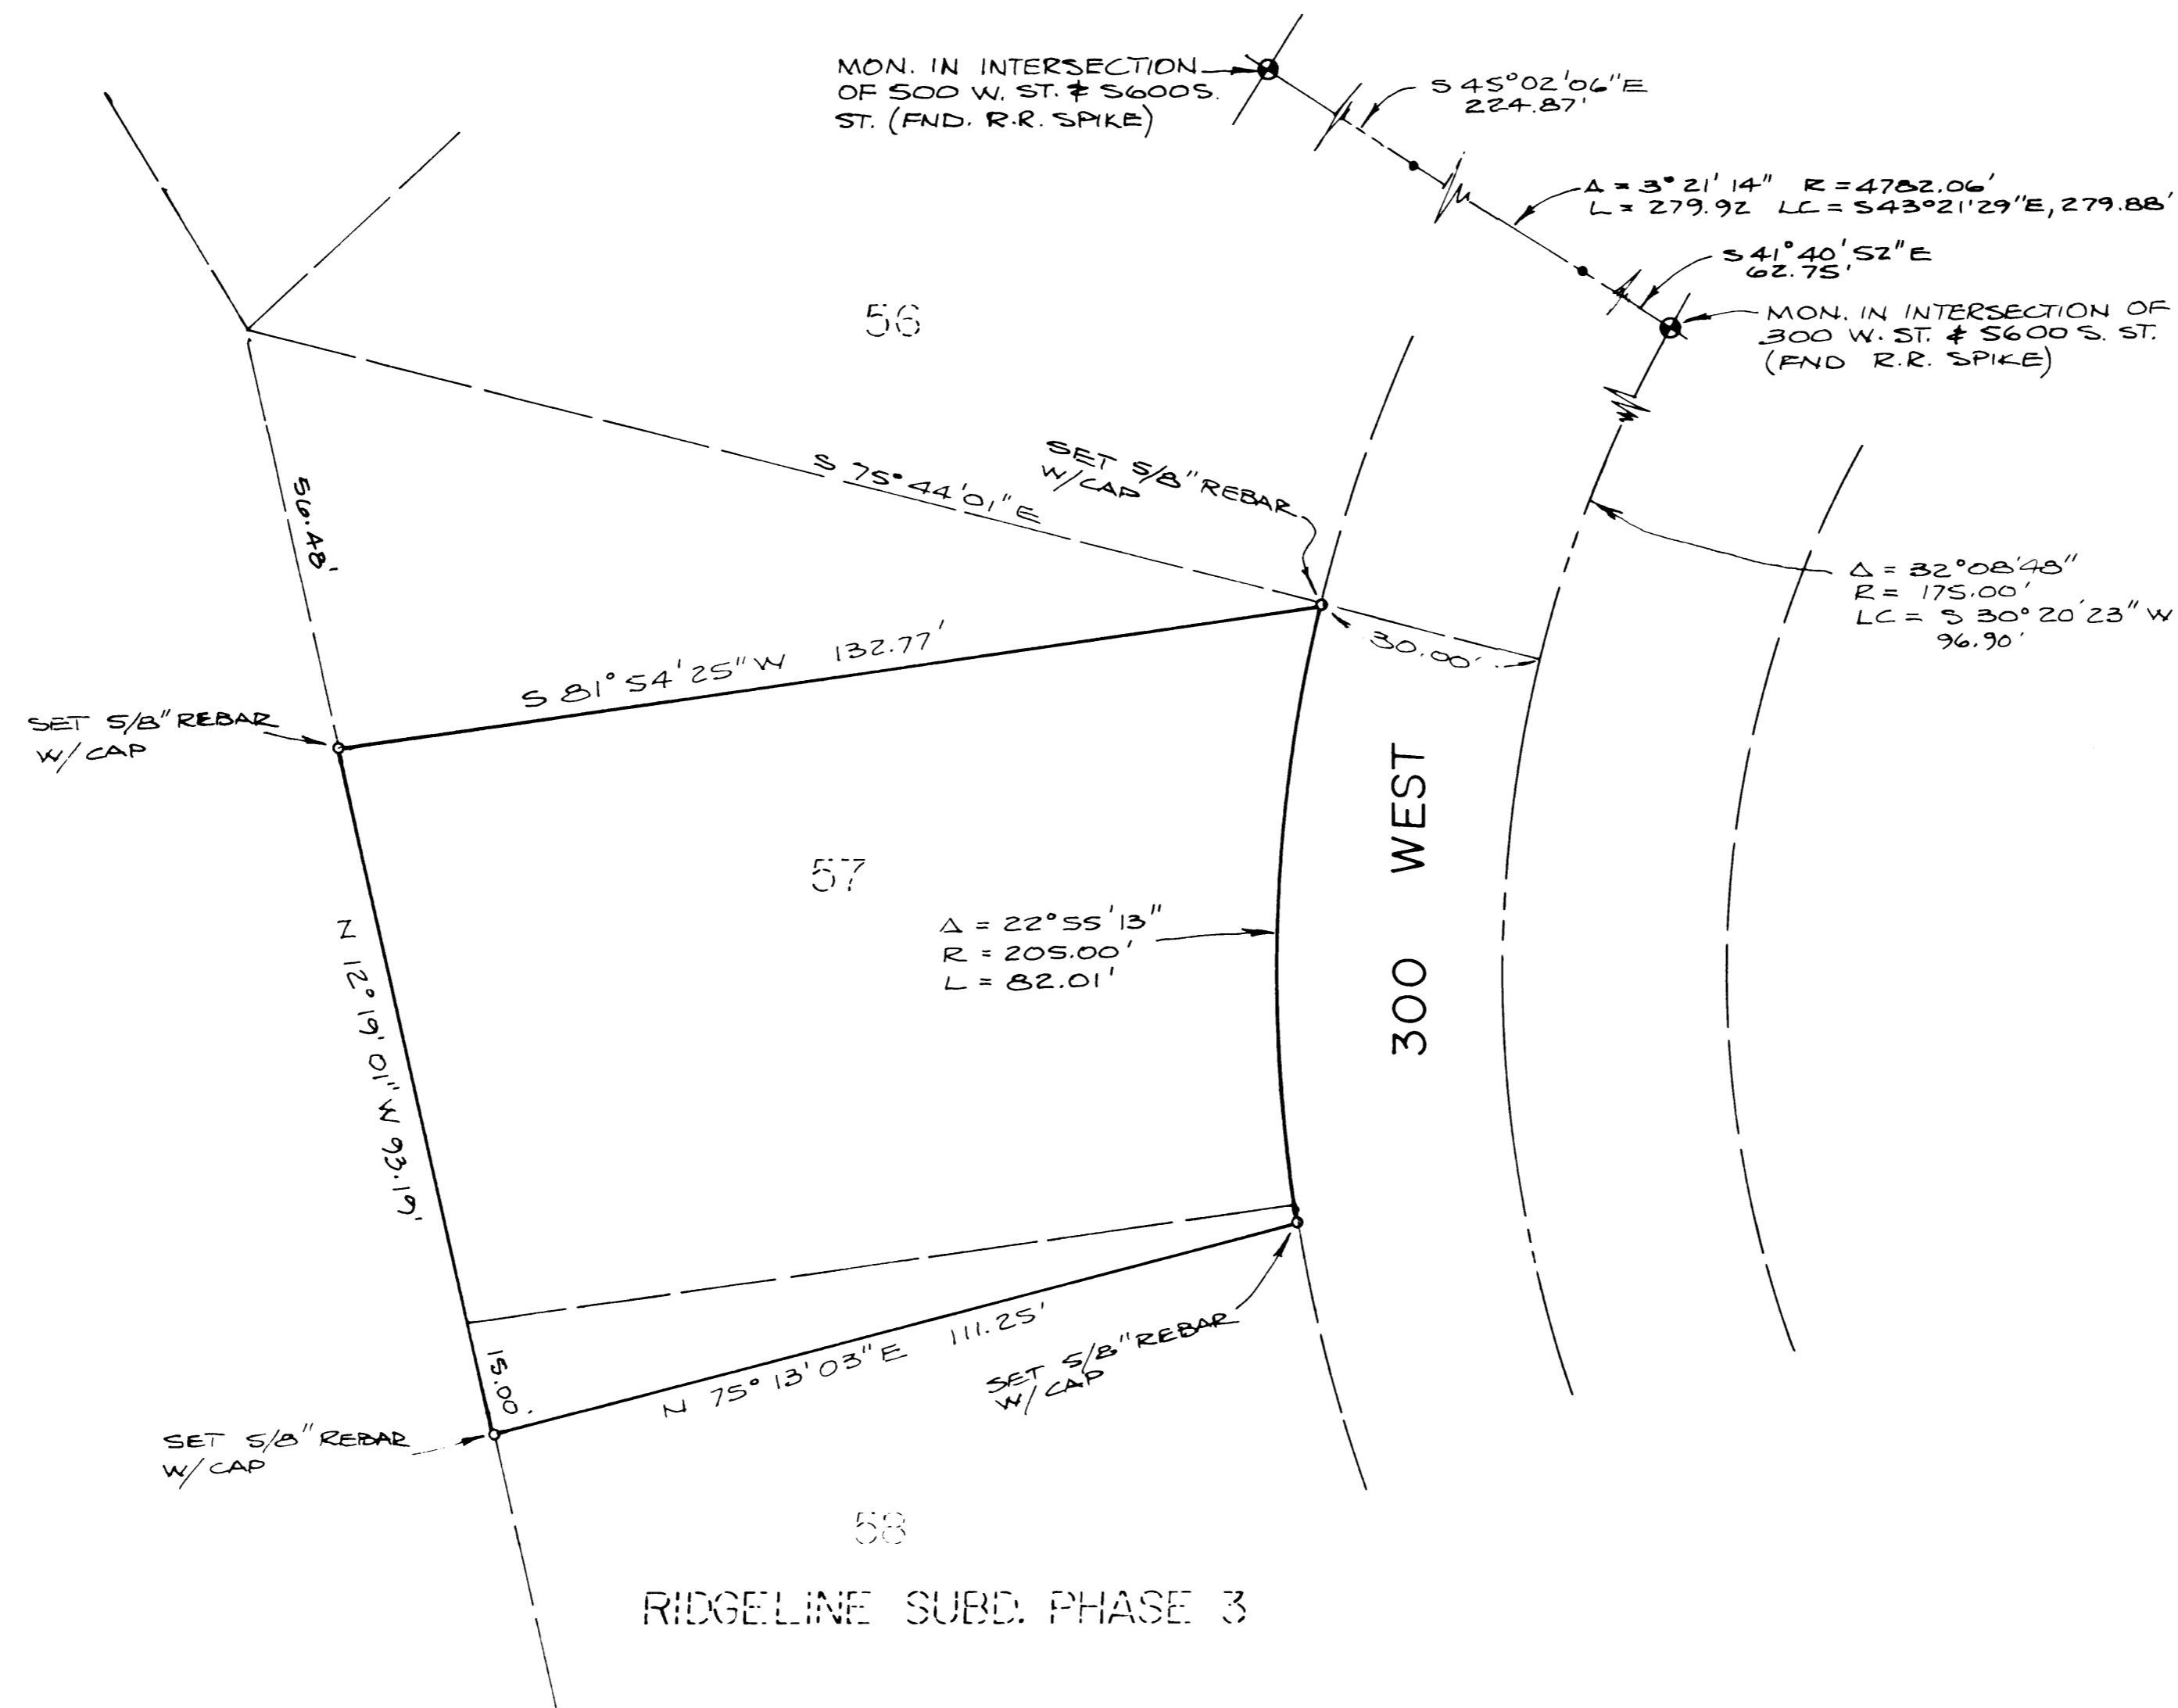 MON. IN INTERSECTION
OF 500 W. ST. & 5600 S.
ST. (FND. R.R. SPIKE)
S 45°02'06"E
224.87'
Δ = 3°21'14" R = 4782.06'
L = 279.92 LC = S43°21'29"E, 279.88'
S 41°40'52"E
62.75'
MON. IN INTERSECTION OF
300 W. ST. & 5600 S. ST.
(FND R.R. SPIKE)
56
SET 5/8" REBAR
W/CAP
S 75°44'01"E
56.48'
Δ = 32°08'48"
R = 175.00'
LC = S 30°20'23" W
96.90'
30.00'
S 81°54'25" W 132.77'
SET 5/8" REBAR
W/CAP
300 WEST
57
Δ = 22°55'13"
R = 205.00'
L = 82.01'
N 12°19'01" W 93.19'
15.00'
N 75°13'03"E 111.25'
SET 5/8" REBAR
W/CAP
SET 5/8" REBAR
W/CAP
58
RIDGELINE SUBD. PHASE 3